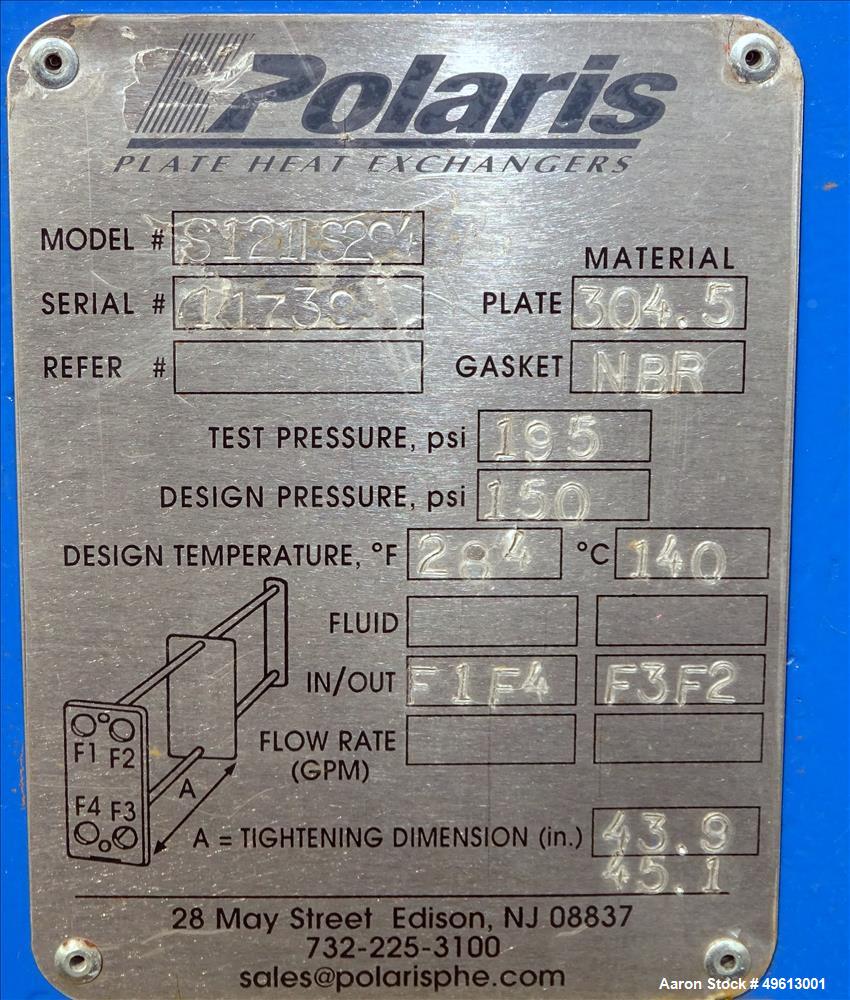 Polaris
PLATE HEAT EXCHANGERS
MODEL #
MATERIAL
SERIAL #
PLATE 304.5
REFER #
GASKET NBR
TEST PRESSURE, psi 195
DESIGN PRESSURE, psi 150
DESIGN TEMPERATURE, °F 284 °C 140
FLUID
IN/OUT F1F4 F3F2
FLOW RATE
(GPM)
F1 F2
F4 F3
A
A = TIGHTENING DIMENSION (in.) 43.9
45.1
28 May Street Edison, NJ 08837
732-225-3100
sales@polarisphe.com
Aaron Stock # 49613001